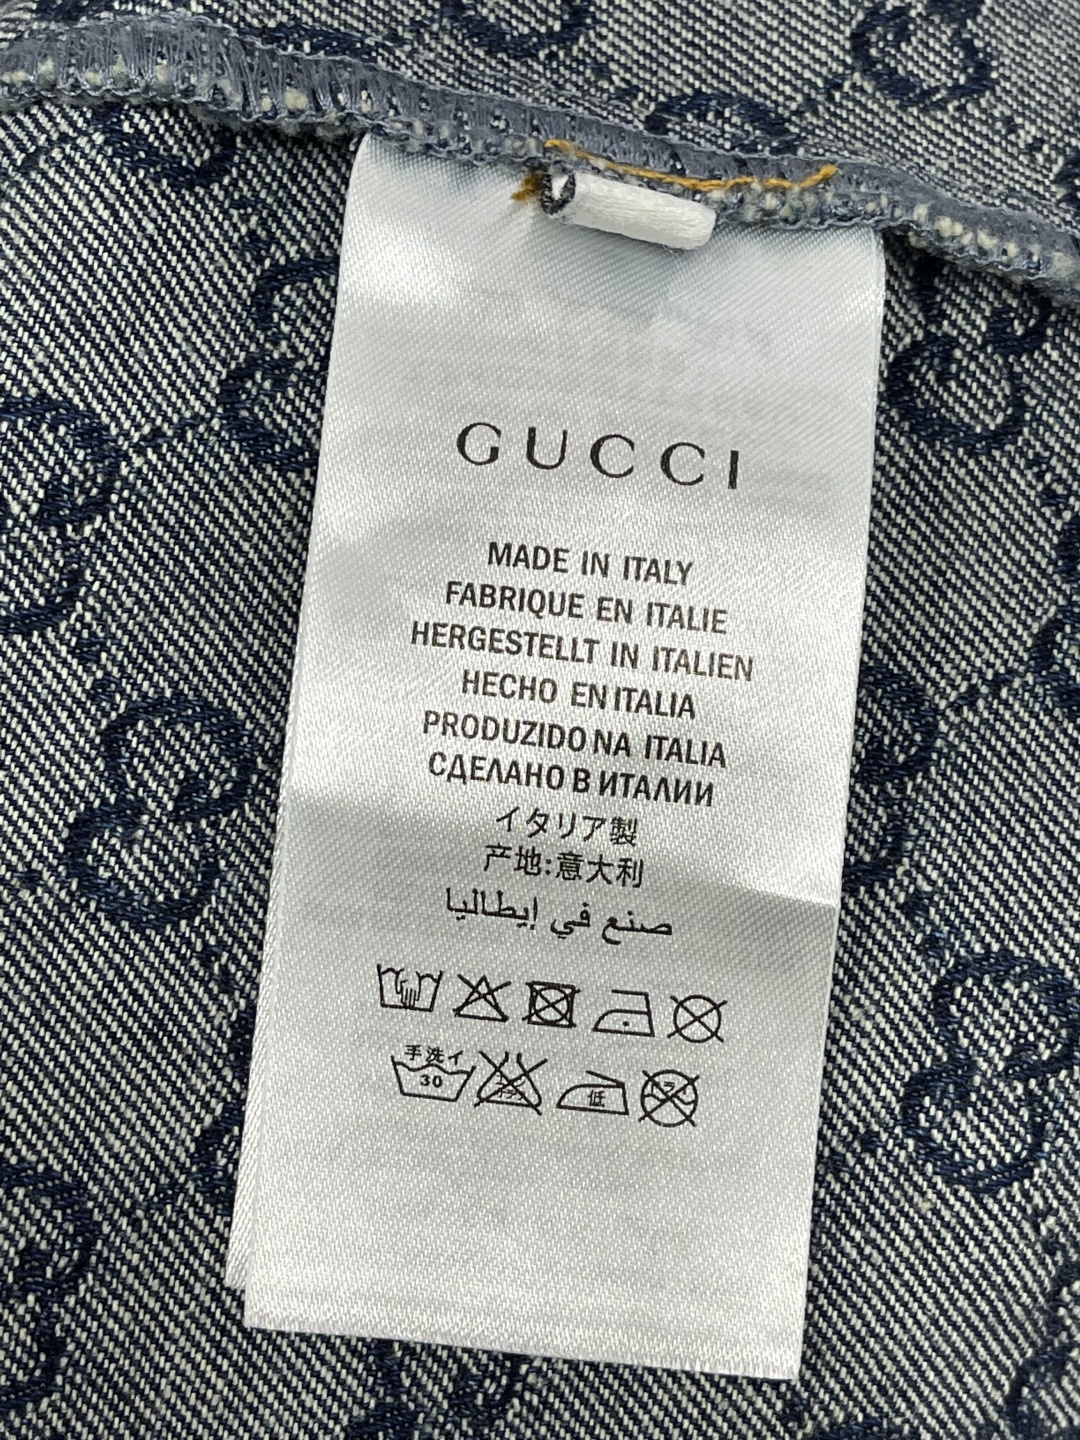 GUCCI
MADE IN ITALY
FABRIQUE EN ITALIE
HERGESTELLT IN ITALIEN
HECHO EN ITALIA
PRODUZIDO NA ITALIA
СДЕЛАНО В ИТАЛИИ
イタリア製
产地:意大利
صنع في إيطاليا
手洗イ
30
低